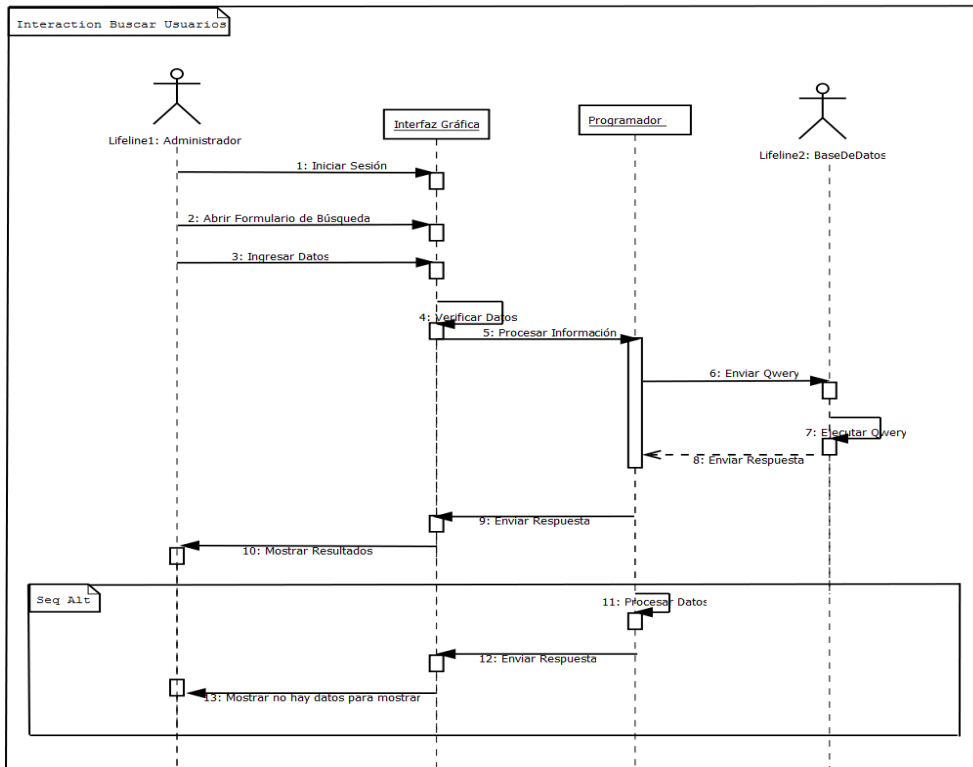 Interaction Buscar Usuarios
Lifeline1: Administrador
Interfaz Gráfica
Programador
Lifeline2: BaseDeDatos
1: Iniciar Sesión
2: Abrir Formulario de Búsqueda
3: Ingresar Datos
4: Verificar Datos
5: Procesar Información
6: Enviar Qwery
7: Ejecutar Qwery
8: Enviar Respuesta
9: Enviar Respuesta
10: Mostrar Resultados
Seq Alt
11: Procesar Datos
12: Enviar Respuesta
13: Mostrar no hay datos para mostrar